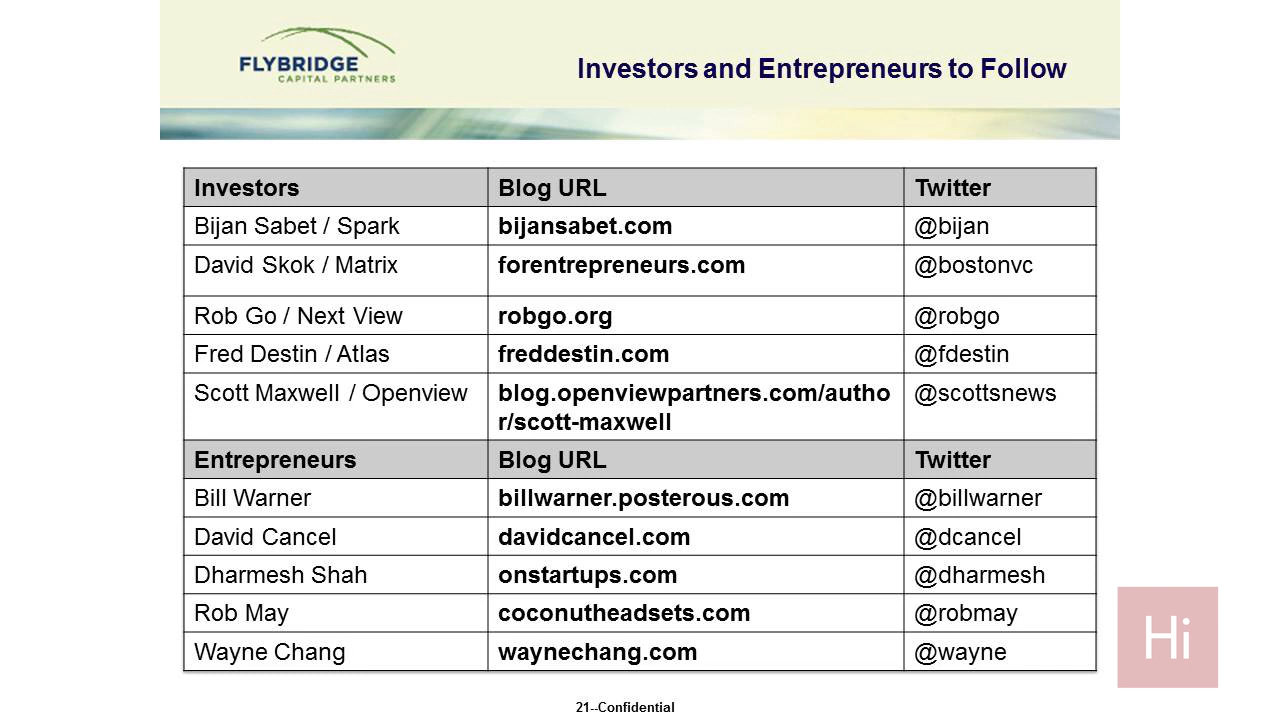 FLYBRIDGE
CAPITAL PARTNERS
Investors and Entrepreneurs to Follow
Investors Blog URL Twitter
Bijan Sabet / Spark bijansabet.com @bijan
David Skok / Matrix forentrepreneurs.com @bostonvc
Rob Go / Next View robgo.org @robgo
Fred Destin / Atlas freddestin.com @fdestin
Scott Maxwell / Openview blog.openviewpartners.com/autho @scottsnews
r/scott-maxwell
Entrepreneurs Blog URL Twitter
Bill Warner billwarner.posterous.com @billwarner
David Cancel davidcancel.com @dcancel
Dharmesh Shah onstartups.com @dharmesh
Rob May coconutheadsets.com @robmay
Wayne Chang waynechang.com @wayne
Hi
21--Confidential